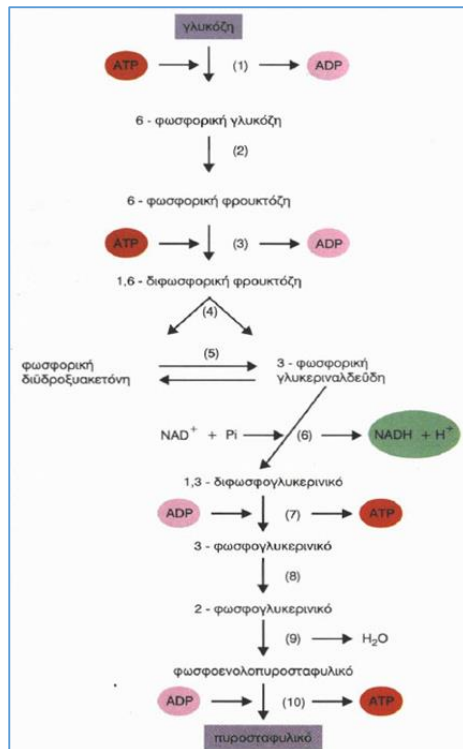 γλυκόζη
ATP (1) ADP
6 - φωσφορική γλυκόζη
(2)
6 - φωσφορική φρουκτόζη
ATP (3) ADP
1,6 - διφωσφορική φρουκτόζη
(4)
(5)
φωσφορική
διϋδροξυακετόνη
3 - φωσφορική
γλυκεριναλδεΰδη
NAD⁺ + Pi (6) NADH + H⁺
1,3 - διφωσφογλυκερινικό
ADP (7) ATP
3 - φωσφογλυκερινικό
(8)
2 - φωσφογλυκερινικό
(9) H₂O
φωσφοενολοπυροσταφυλικό
ADP (10) ATP
πυροσταφυλικό